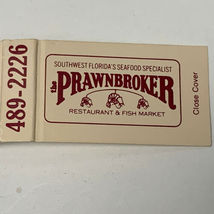 489-2226
SOUTHWEST FLORIDA'S SEAFOOD SPECIALIST
the PRAWNBROKER
RESTAURANT & FISH MARKET
Close Cover